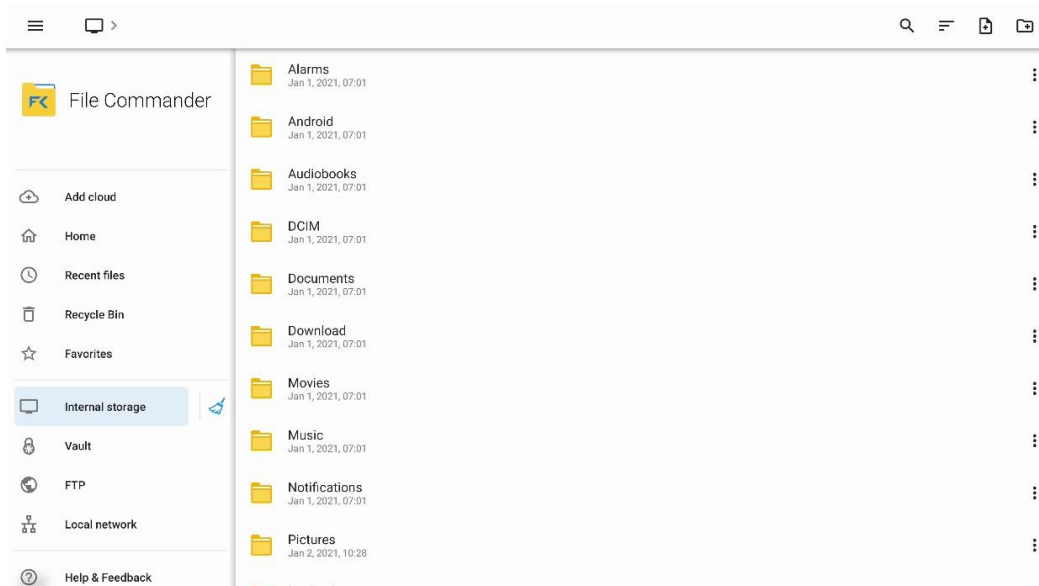 File Commander
Add cloud
Home
Recent files
Recycle Bin
Favorites
Internal storage
Vault
FTP
Local network
Help & Feedback
Alarms
Jan 1, 2021, 07:01
Android
Jan 1, 2021, 07:01
Audiobooks
Jan 1, 2021, 07:01
DCIM
Jan 1, 2021, 07:01
Documents
Jan 1, 2021, 07:01
Download
Jan 1, 2021, 07:01
Movies
Jan 1, 2021, 07:01
Music
Jan 1, 2021, 07:01
Notifications
Jan 1, 2021, 07:01
Pictures
Jan 2, 2021, 10:28